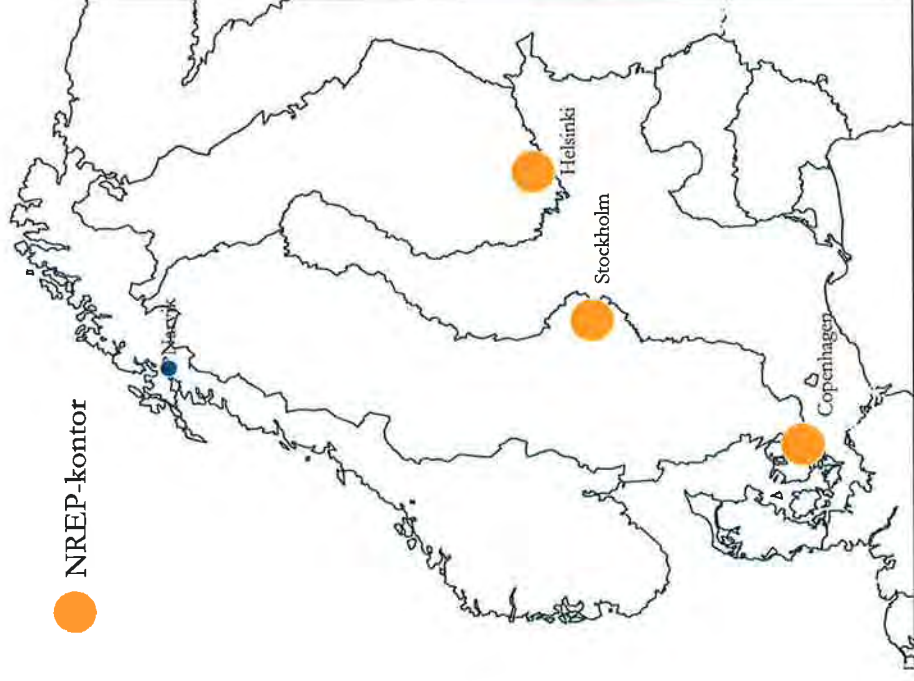 NREP-kontor
Narvik
Helsinki
Stockholm
Copenhagen